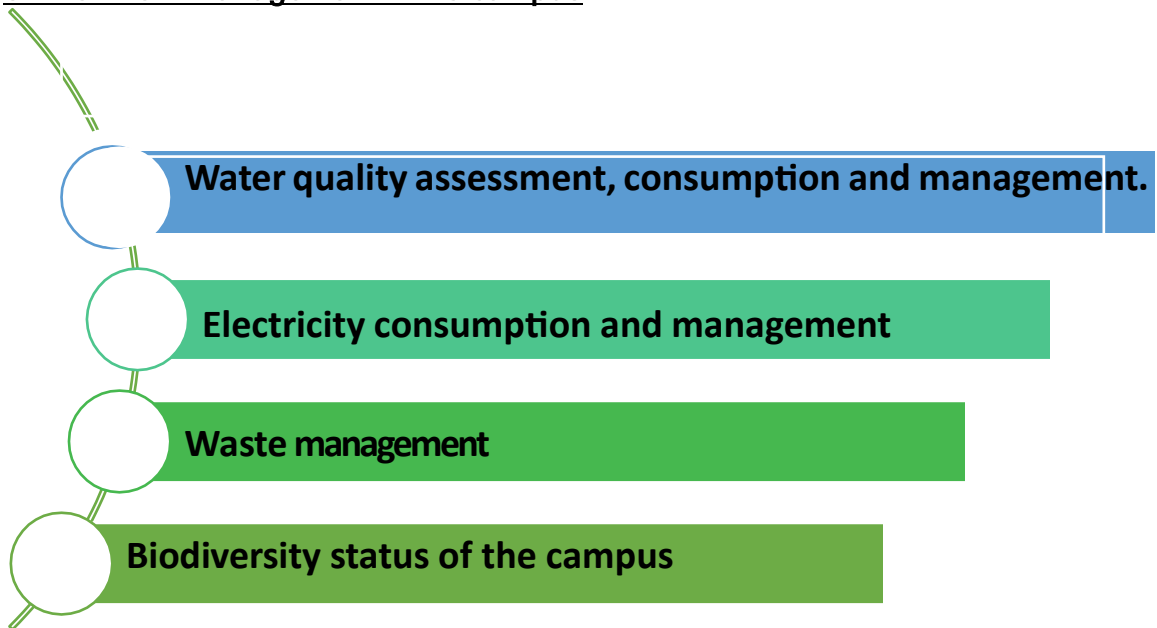 Water quality assessment, consumption and management.
Electricity consumption and management
Waste management
Biodiversity status of the campus